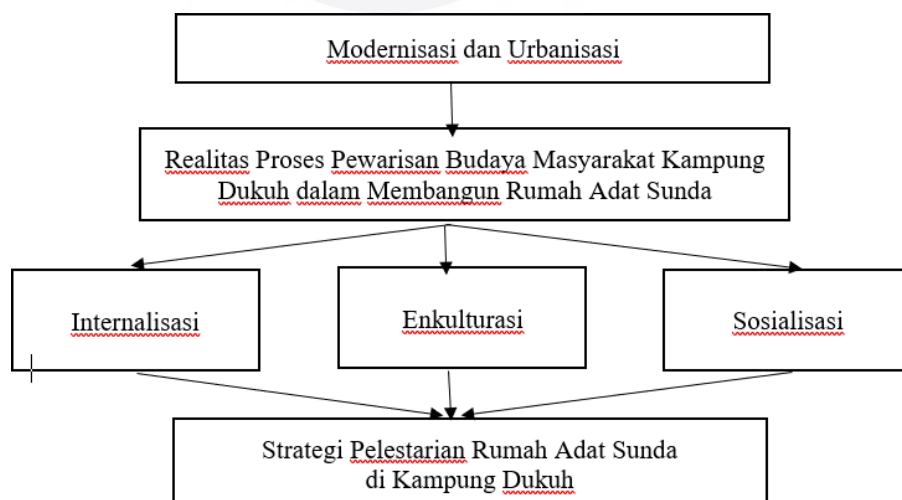 Modernisasi dan Urbanisasi
Realitas Proses Pewarisan Budaya Masyarakat Kampung
Dukuh dalam Membangun Rumah Adat Sunda
Internalisasi
Enkulturasi
Sosialisasi
Strategi Pelestarian Rumah Adat Sunda
di Kampung Dukuh